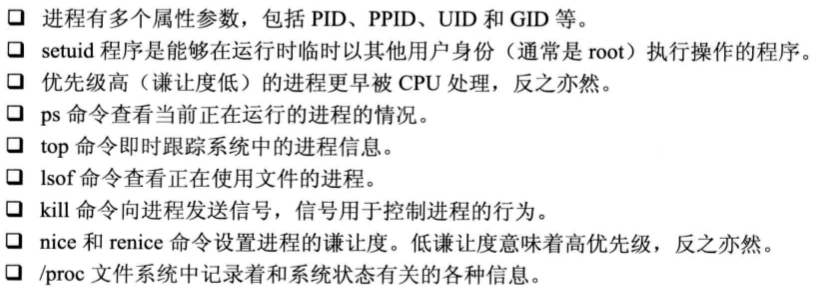 ❑ 进程有多个属性参数，包括 PID、PPID、UID 和 GID 等。
❑ setuid 程序是能够在运行时临时以其他用户身份（通常是 root）执行操作的程序。
❑ 优先级高（谦让度低）的进程更早被 CPU 处理，反之亦然。
❑ ps 命令查看当前正在运行的进程的情况。
❑ top 命令即时跟踪系统中的进程信息。
❑ lsof 命令查看正在使用文件的进程。
❑ kill 命令向进程发送信号，信号用于控制进程的行为。
❑ nice 和 renice 命令设置进程的谦让度。低谦让度意味着高优先级，反之亦然。
❑ /proc 文件系统中记录着和系统状态有关的各种信息。